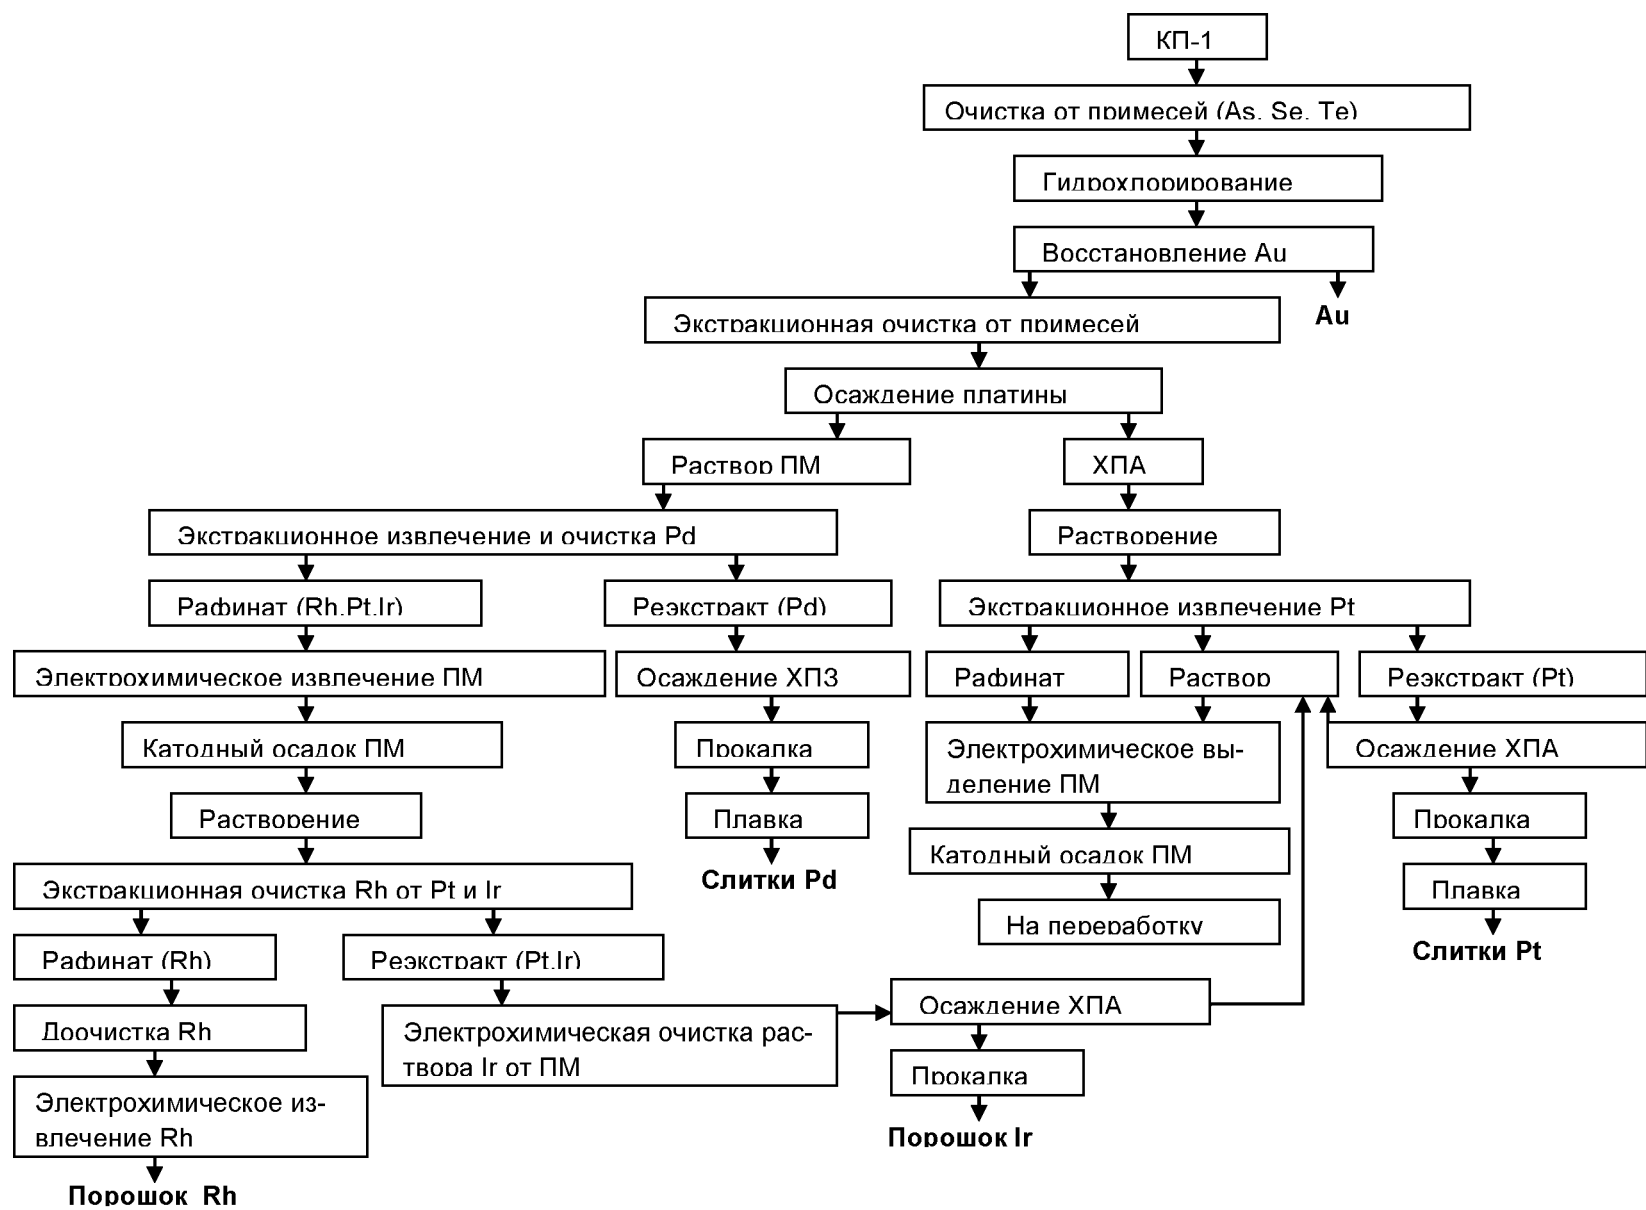 КП-1
Очистка от примесей (As, Se, Te)
Гидрохлорирование
Восстановление Au
Au
Экстракционная очистка от примесей
Осаждение платины
Раствор ПМ
ХПА
Экстракционное извлечение и очистка Pd
Растворение
Рафинат (Rh,Pt,Ir)
Реэкстракт (Pd)
Экстракционное извлечение Pt
Электрохимическое извлечение ПМ
Осаждение ХПЗ
Рафинат
Раствор
Реэкстракт (Pt)
Катодный осадок ПМ
Прокалка
Электрохимическое вы-
деление ПМ
Осаждение ХПА
Растворение
Плавка
Прокалка
Катодный осадок ПМ
Экстракционная очистка Rh от Pt и Ir
Слитки Pd
Плавка
На переработку
Рафинат (Rh)
Реэкстракт (Pt,Ir)
Слитки Pt
Доочистка Rh
Электрохимическая очистка рас-
твора Ir от ПМ
Осаждение ХПА
Прокалка
Электрохимическое из-
влечение Rh
Порошок Ir
Порошок Rh